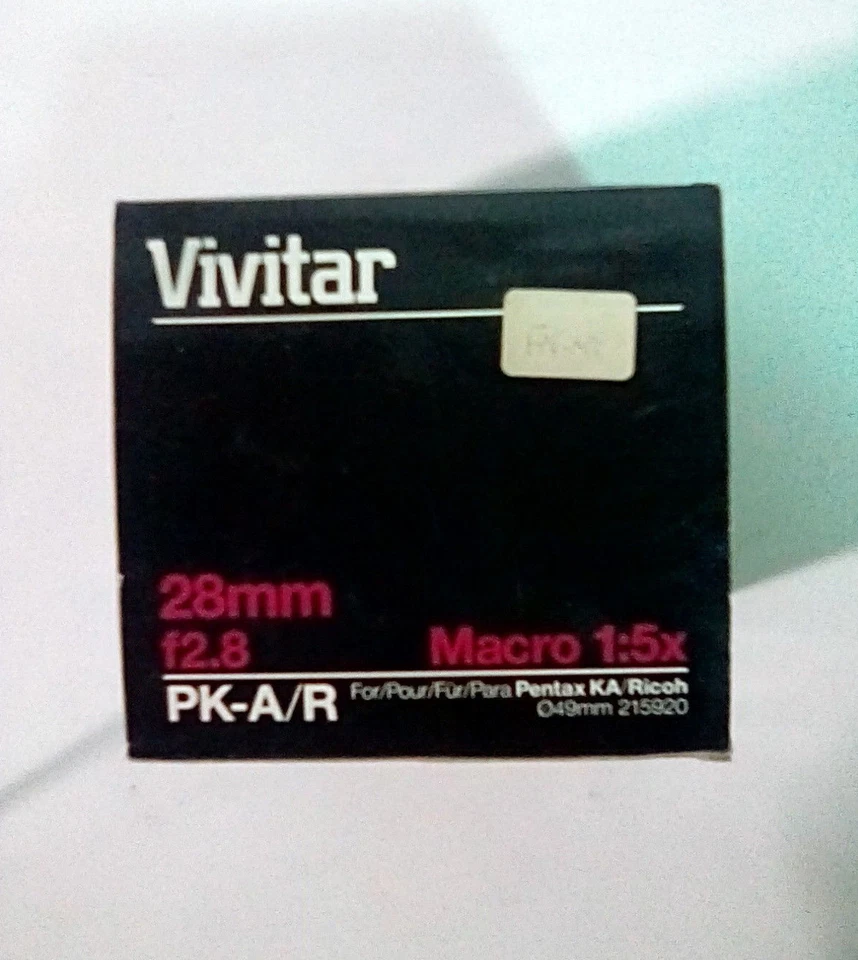 Vivitar
28mm
f2.8 Macro 1:5x
PK-A/R For/Pour/Für/Para Pentax KA/Ricoh
Ø49mm 215920